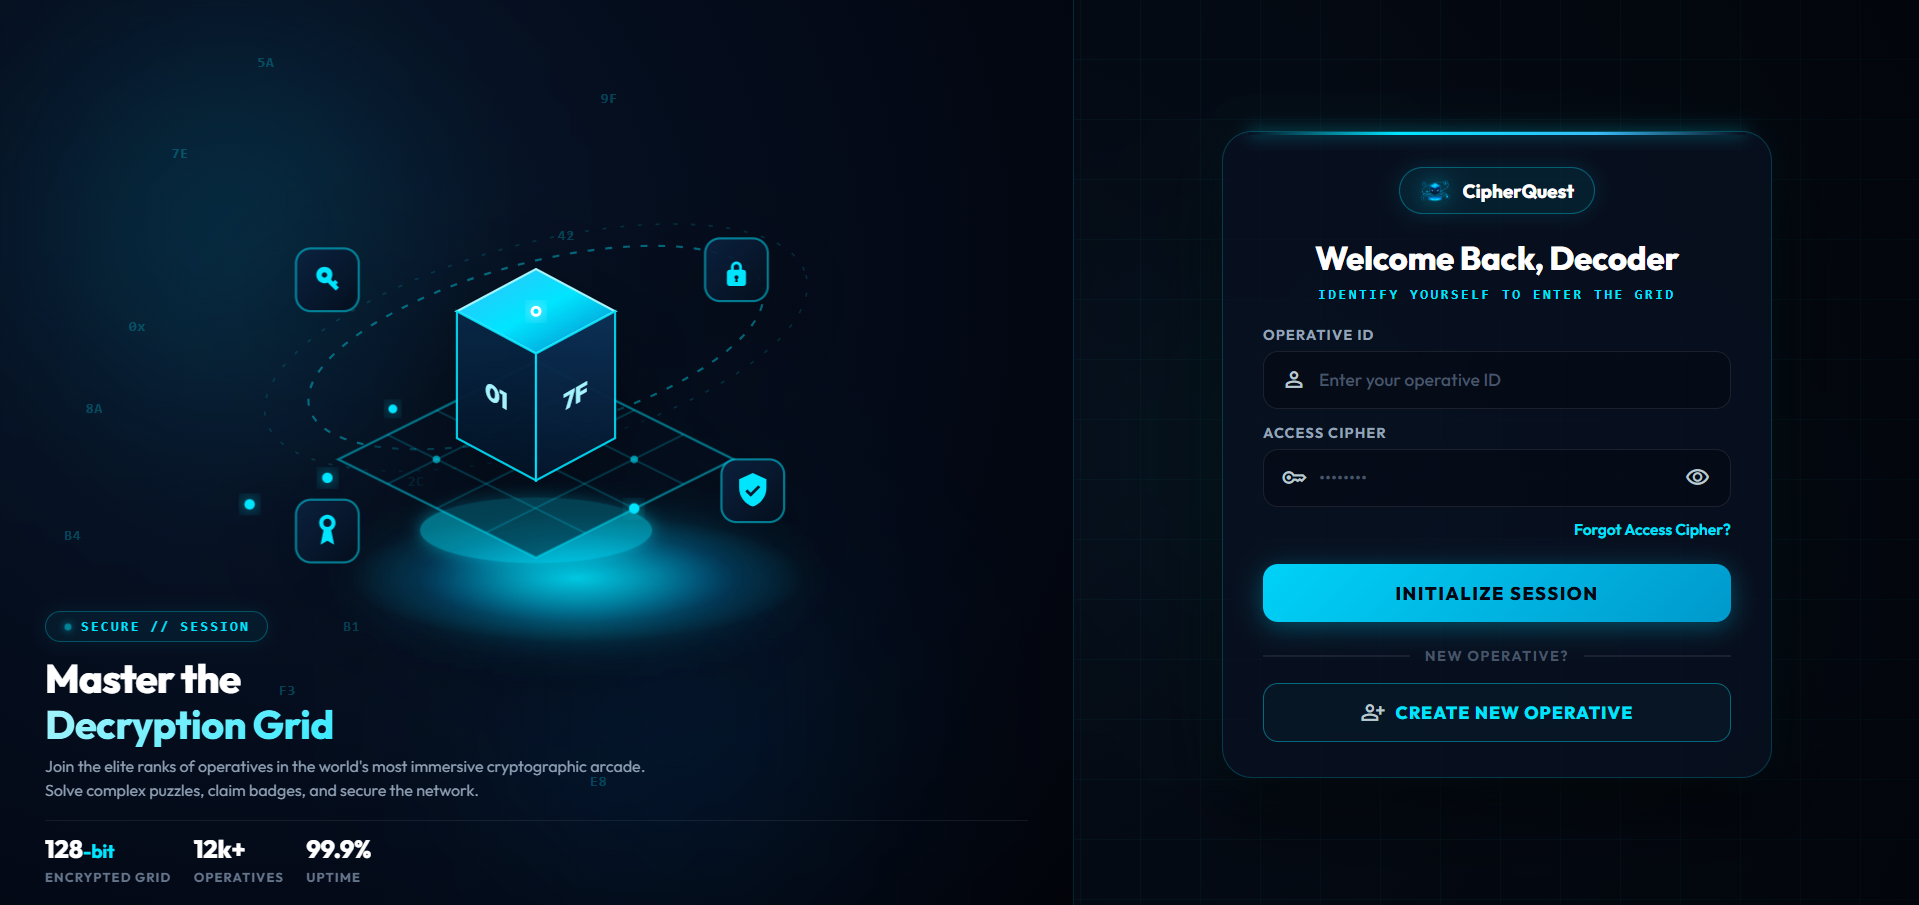 5A
9F
7E
42
0x
8A
01
7F
2C
B4
B1
SECURE // SESSION
Master the
F3
Decryption Grid
Join the elite ranks of operatives in the world's most immersive cryptographic arcade.
E8
Solve complex puzzles, claim badges, and secure the network.
128-bit
ENCRYPTED GRID
12k+
OPERATIVES
99.9%
UPTIME
CipherQuest
Welcome Back, Decoder
IDENTIFY YOURSELF TO ENTER THE GRID
OPERATIVE ID
Enter your operative ID
ACCESS CIPHER
••••••••
Forgot Access Cipher?
INITIALIZE SESSION
NEW OPERATIVE?
CREATE NEW OPERATIVE